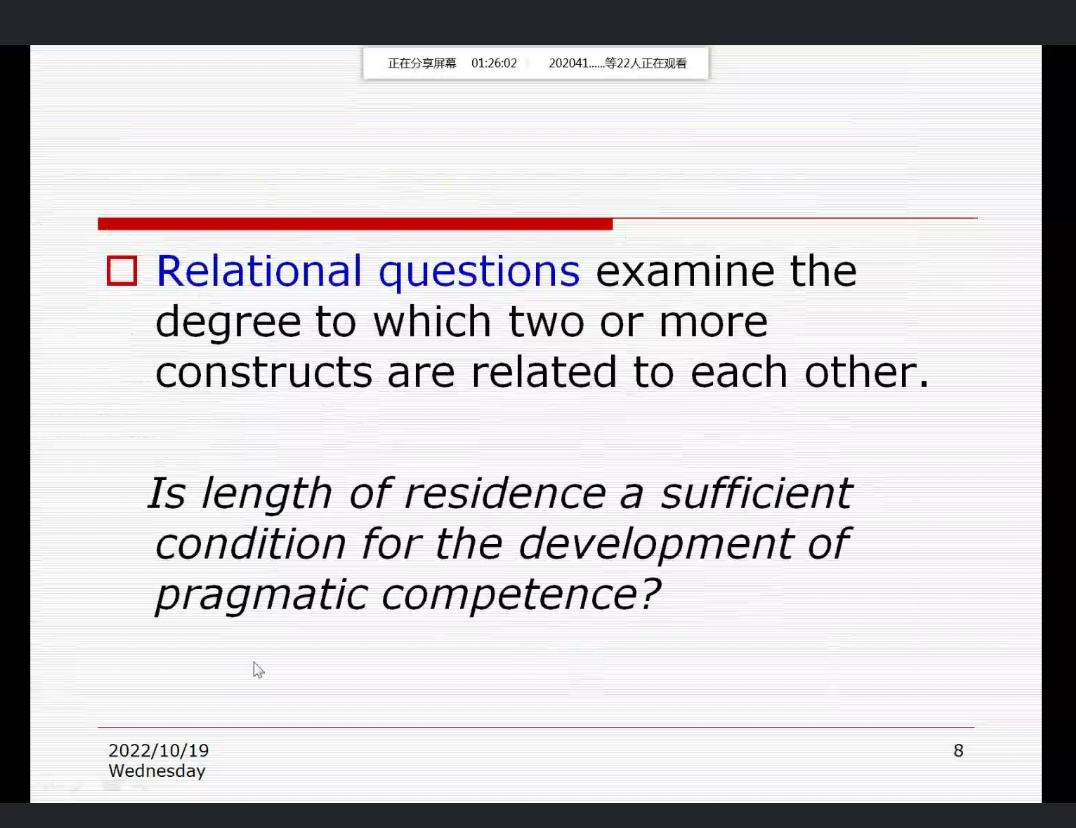 正在分享屏幕 01:26:02 202041......等22人正在观看
Relational questions examine the
degree to which two or more
constructs are related to each other.
Is length of residence a sufficient
condition for the development of
pragmatic competence?
2022/10/19 8
Wednesday